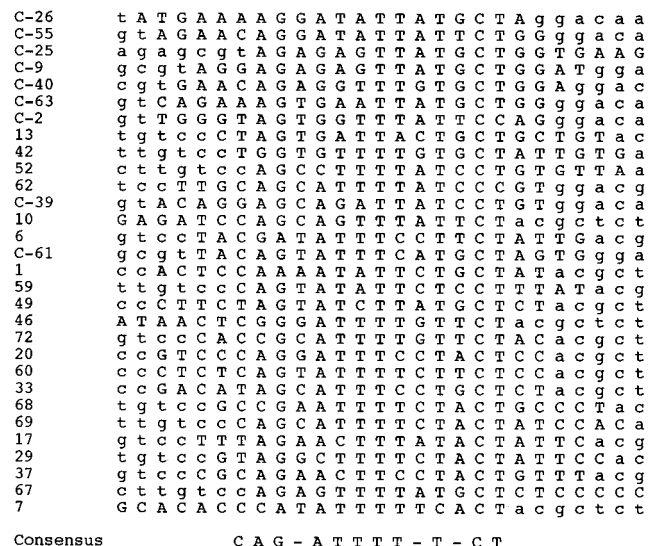 C-26 t A T G A A A A G G A T A T T A T G C T A g g a c a a
C-55 g t A G A A C A G G A T A T T A T T C T G G g g a c a
C-25 a g a g c g t A G A G A G T T A T G C T G G T G A A G
C-9 g c g t A G G A G A G A G T T A T G C T G G A T g g a
C-40 c g t G A A C A G A G G T T T G T G C T G G A g g a c
C-63 g t C A G A A A G T G A A T T A T G C T G G g g a c a
C-2 g t T G G G T A G T G G T T T A T T C C A G g g a c a
13 t g t c c C T A G T G A T T A C T G C T G C T G T a c
42 t t g t c c T G G T G T T T T G T G C T A T T G T G a
52 c t t g t c c A G C C T T T T A T C C T G T G T T A a
62 t c c T T G C A G C A T T T T A T C C C G T g g a c g
C-39 g t A C A G G A G C A G A T T A T C C T G T g g a c a
10 G A G A T C C A G C A G T T T A T T C T a c g c t c t
6 g t c c T A C G A T A T T T C C T T C T A T T G a c g
C-61 g c g t T A C A G T A T T T C A T G C T A G T G g g a
1 c c A C T C C A A A A T A T T C T G C T A T a c g c t
59 t t g t c c C A G T A T A T T C T C C T T T A T a c g
49 c c C T T C T A G T A T C T T A T G C T C T a c g c t
46 A T A A C T C G G G A T T T T G T T C T a c g c t c t
72 g t c c C A C C G C A T T T T G T T C T A C a c g c t
20 c c G T C C C A G G A T T T C C T A C T C C a c g c t
60 c c C T C T C A G T A T T T T C T T C T C C a c g c t
33 c c G A C A T A G C A T T T C C T G C T C T a c g c t
68 t g t c c G C C G A A T T T T C T A C T G C C C T a c
69 t t g t c c C A G C A T T T T C T A C T A T C C A C a
17 g t c c T T T A G A A C T T T A T A C T A T T C a c g
29 t g t c c G T A G G C T T T T C T A C T A T T C C a c
37 g t c c C G C A G A A C T T C C T A C T G T T T a c g
67 c t t g t c c A G A G T T T T A T G C T C T C C C C C
7 G C A C A C C C A T A T T T T T C A C T a c g c t c t
Consensus C A G - A T T T T - T - C T